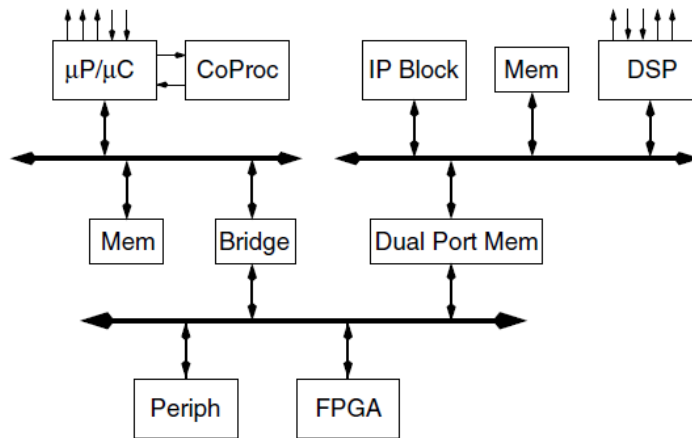 μP/μC
CoProc
IP Block
Mem
DSP
Mem
Bridge
Dual Port Mem
Periph
FPGA